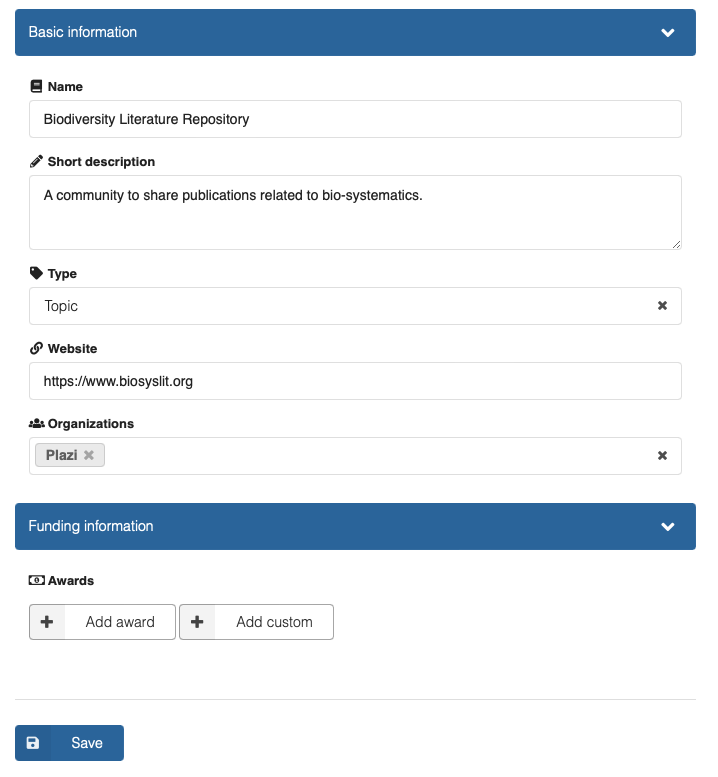 Basic information
Name
Biodiversity Literature Repository
Short description
A community to share publications related to bio-systematics.
Type
Topic
Website
https://www.biosyslit.org
Organizations
Plazi
Funding information
Awards
Add award Add custom
Save